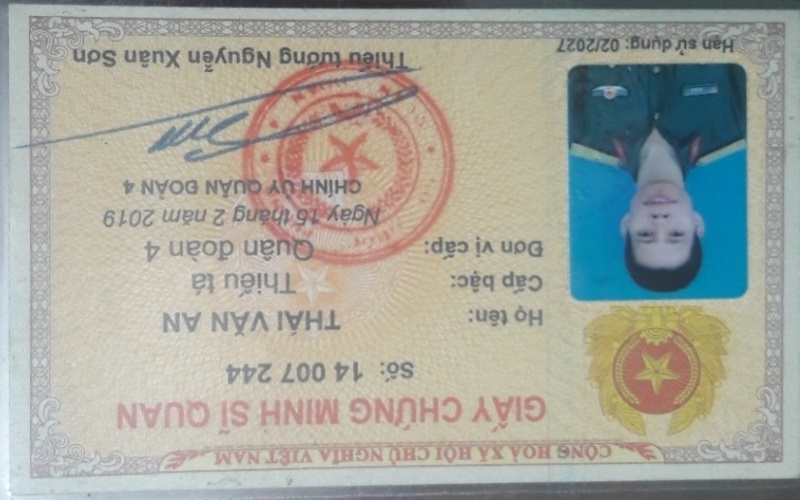 CỘNG HOÀ XÃ HỘI CHỦ NGHĨA VIỆT NAM
GIẤY CHỨNG MINH SĨ QUAN
Số: 14 007 244
Họ tên: THÁI VĂN AN
Cấp bậc: Thiếu tá
Đơn vị cấp: Quân đoàn 4
Ngày 15 tháng 2 năm 2019
CHÍNH ỦY QUÂN ĐOÀN 4
Thiếu tướng Nguyễn Xuân Sơn
Hạn sử dụng: 02/2027